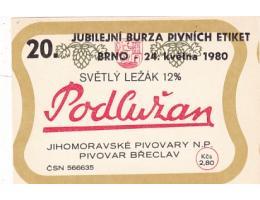 20. JUBILEJNÍ BURZA PIVNÍCH ETIKET
BRNO 24. května 1980
SVĚTLÝ LEŽÁK 12%
Podlužan
JIHOMORAVSKÉ PIVOVARY N.P.
PIVOVAR BŘECLAV
ČSN 566635
Kčs
2,80